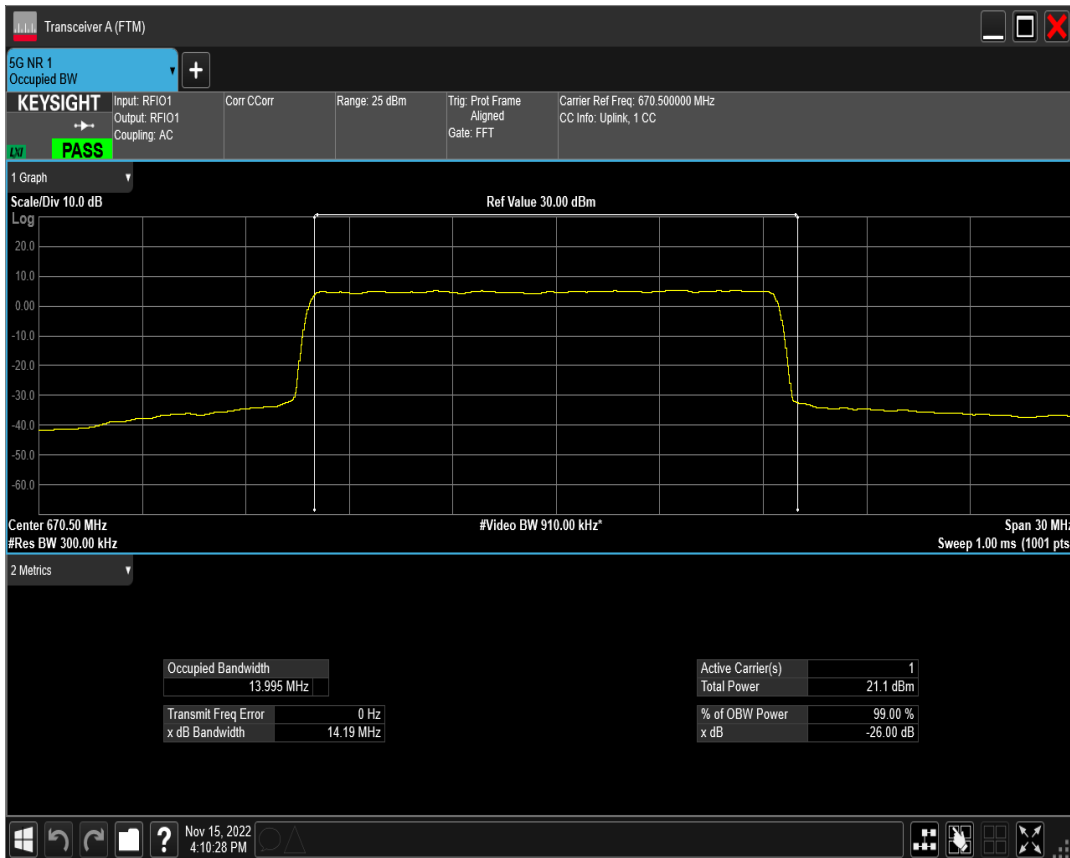 Transceiver A (FTM)
5G NR 1
Occupied BW
+
KEYSIGHT
LXI
PASS
Input: RFIO1
Output: RFIO1
Coupling: AC
Corr CCorr
Range: 25 dBm
Trig: Prot Frame
Aligned
Gate: FFT
Carrier Ref Freq: 670.500000 MHz
CC Info: Uplink, 1 CC
1 Graph
Scale/Div 10.0 dB
Ref Value 30.00 dBm
Log
20.0
10.0
0.00
-10.0
-20.0
-30.0
-40.0
-50.0
-60.0
Center 670.50 MHz
#Video BW 910.00 kHz*
Span 30 MHz
#Res BW 300.00 kHz
Sweep 1.00 ms (1001 pts
2 Metrics
Occupied Bandwidth
13.995 MHz
Transmit Freq Error 0 Hz
x dB Bandwidth 14.19 MHz
Active Carrier(s) 1
Total Power 21.1 dBm
% of OBW Power 99.00 %
x dB -26.00 dB
?
Nov 15, 2022
4:10:28 PM